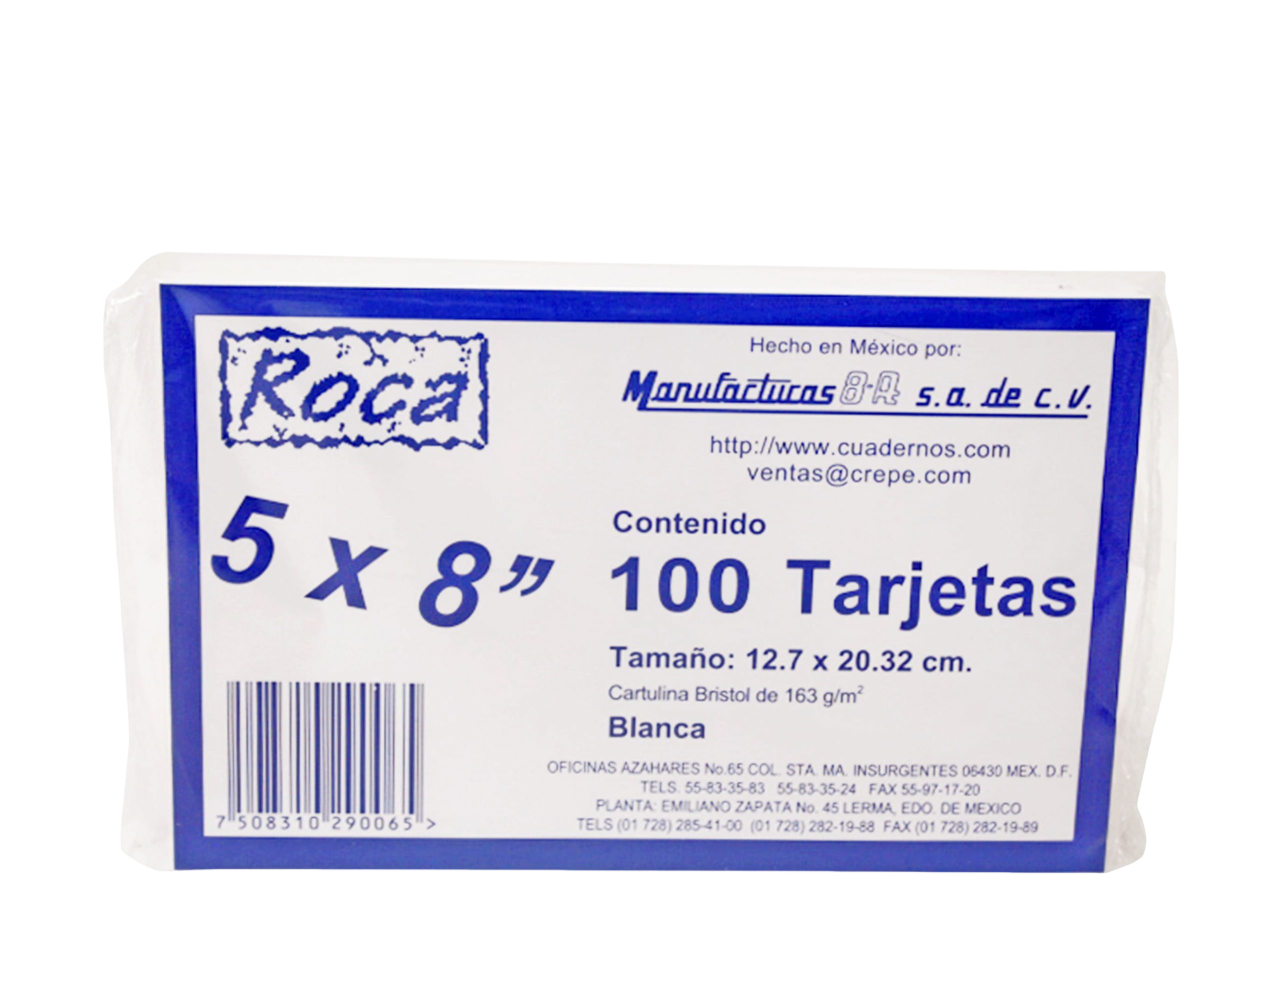 Roca
Hecho en México por:
Manufacturas 8-A s.a. de c.v.
http://www.cuadernos.com
ventas@crepe.com
5 x 8”
Contenido
100 Tarjetas
Tamaño: 12.7 x 20.32 cm.
Cartulina Bristol de 163 g/m²
Blanca
OFICINAS AZAHARES No.65 COL. STA. MA. INSURGENTES 06430 MEX. D.F.
TELS. 55-83-35-83 55-83-35-24 FAX 55-97-17-20
PLANTA: EMILIANO ZAPATA No. 45 LERMA, EDO. DE MEXICO
TELS (01 728) 285-41-00 (01 728) 282-19-88 FAX (01 728) 282-19-89
7 508310 290065 >